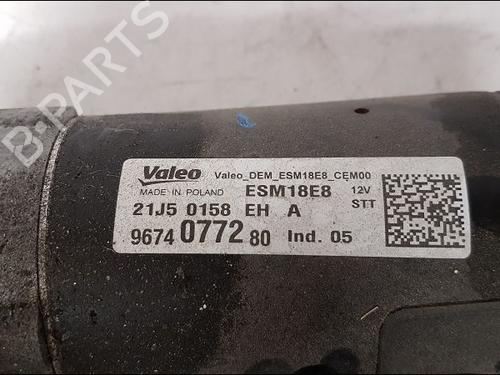 B-PARTS
Valeo Valeo_DEM_ESM18E8_CEM00
MADE IN POLAND ESM18E8 12V
21J5 0158 EH A STT
9674 0772 80 Ind. 05